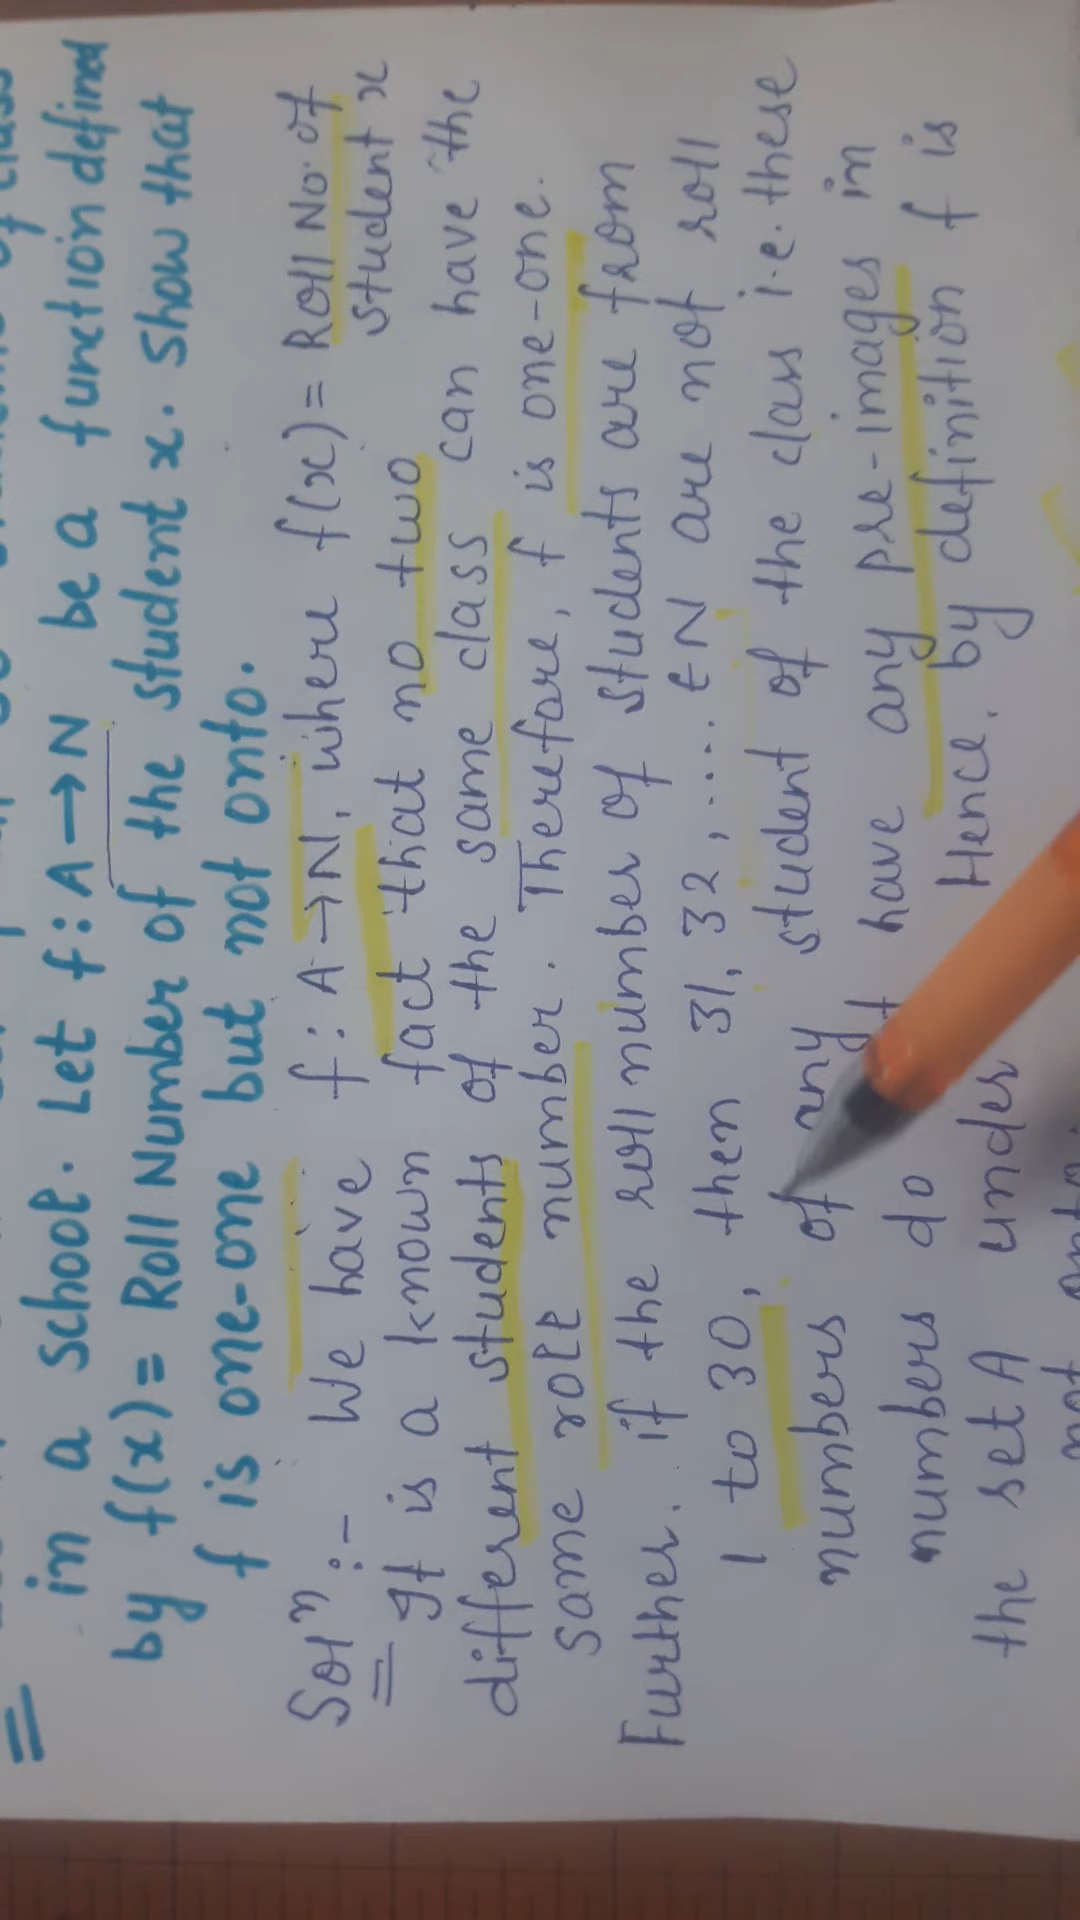 in a school. Let f : A → N be a function defined
by f(x) = Roll Number of the student x. Show that
f is one-one but not onto.
Solⁿ :- We have f : A → N, where f(x) = Roll No. of
student x
It is a known fact that no two
different students of the same class can have the
same roll number. Therefore, f is one-one.
Further. if the roll number of students are from
1 to 30, then 31, 32, .... ∈ N are not roll
numbers of any student of the class i.e. these
numbers do have any pre-images in
the set A under Hence. by definition f is
not onto.